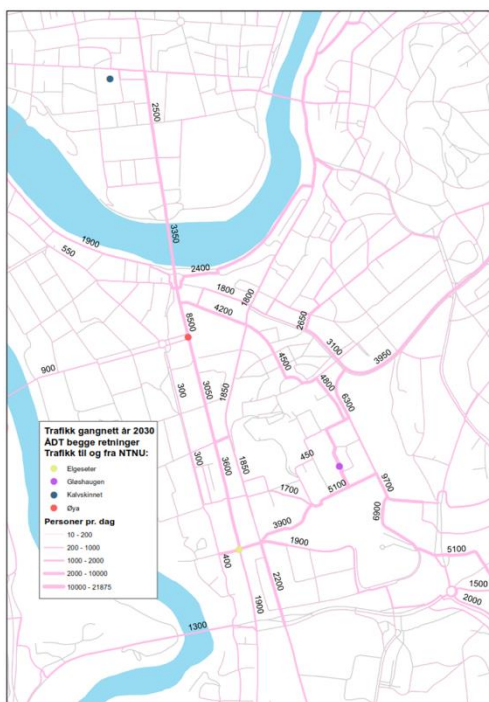 2500
3350
1900
550
2400
1800
1800
4200
8500
2650
3100
3950
4500
4800
900
6300
300
3050
1850
Trafikk gangnett år 2030
ÅDT begge retninger
Trafikk til og fra NTNU:
Elgeseter
Gløshaugen
Kalvskinnet
Øya
Personer pr. dag
10 - 200
200 - 1000
1000 - 2000
2000 - 10000
10000 - 21875
300
3600
1850
450
1700
5100
9700
6900
3900
1900
400
2200
1900
5100
1500
2000
1300